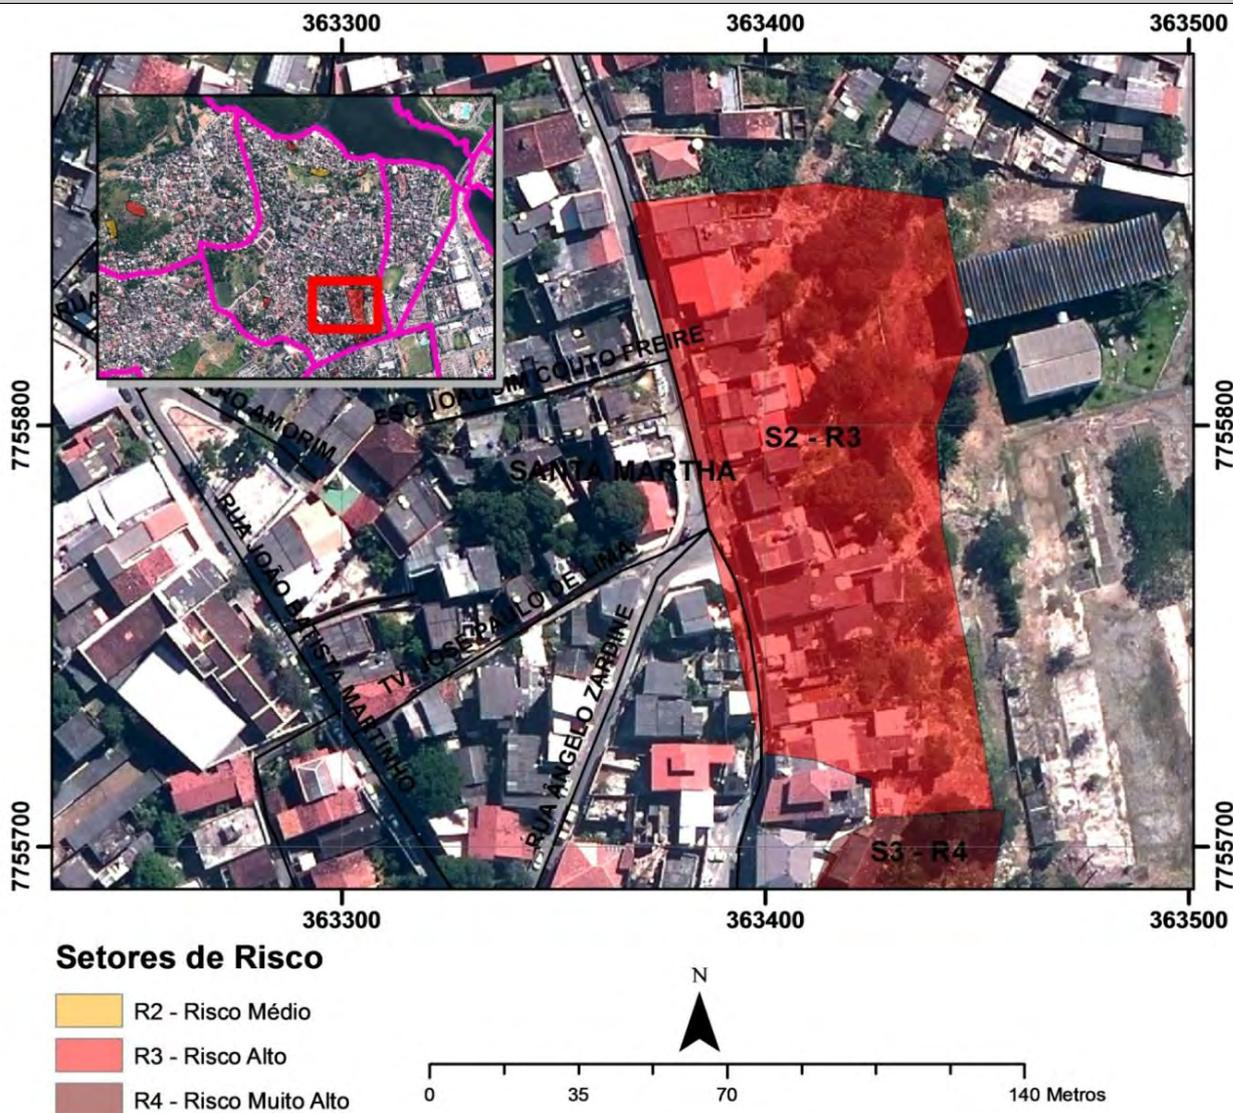 363300
363400
363500
RUA
ESC JOAQUIM COUTO FREIRE
AMORIM
7755800
7755800
S2 - R3
SANTA MARTHA
RUA JOÃO BATISTA MARTINHO
TV JOSÉ PAULO DE LIMA
RUA ÂNGELO ZARDINE
7755700
7755700
S3 - R4
363300
363400
363500
Setores de Risco
N
R2 - Risco Médio
R3 - Risco Alto
R4 - Risco Muito Alto
0 35 70 140 Metros